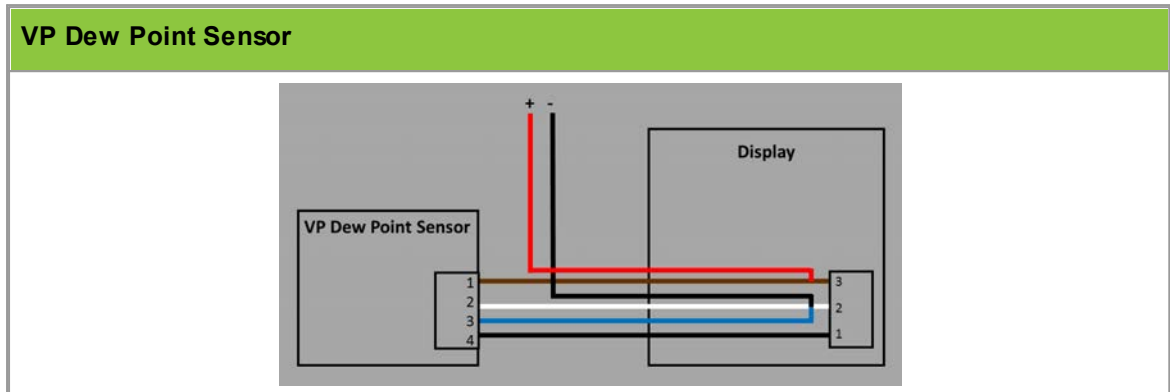 VP Dew Point Sensor
+ -
Display
VP Dew Point Sensor
1
2
3
4
3
2
1